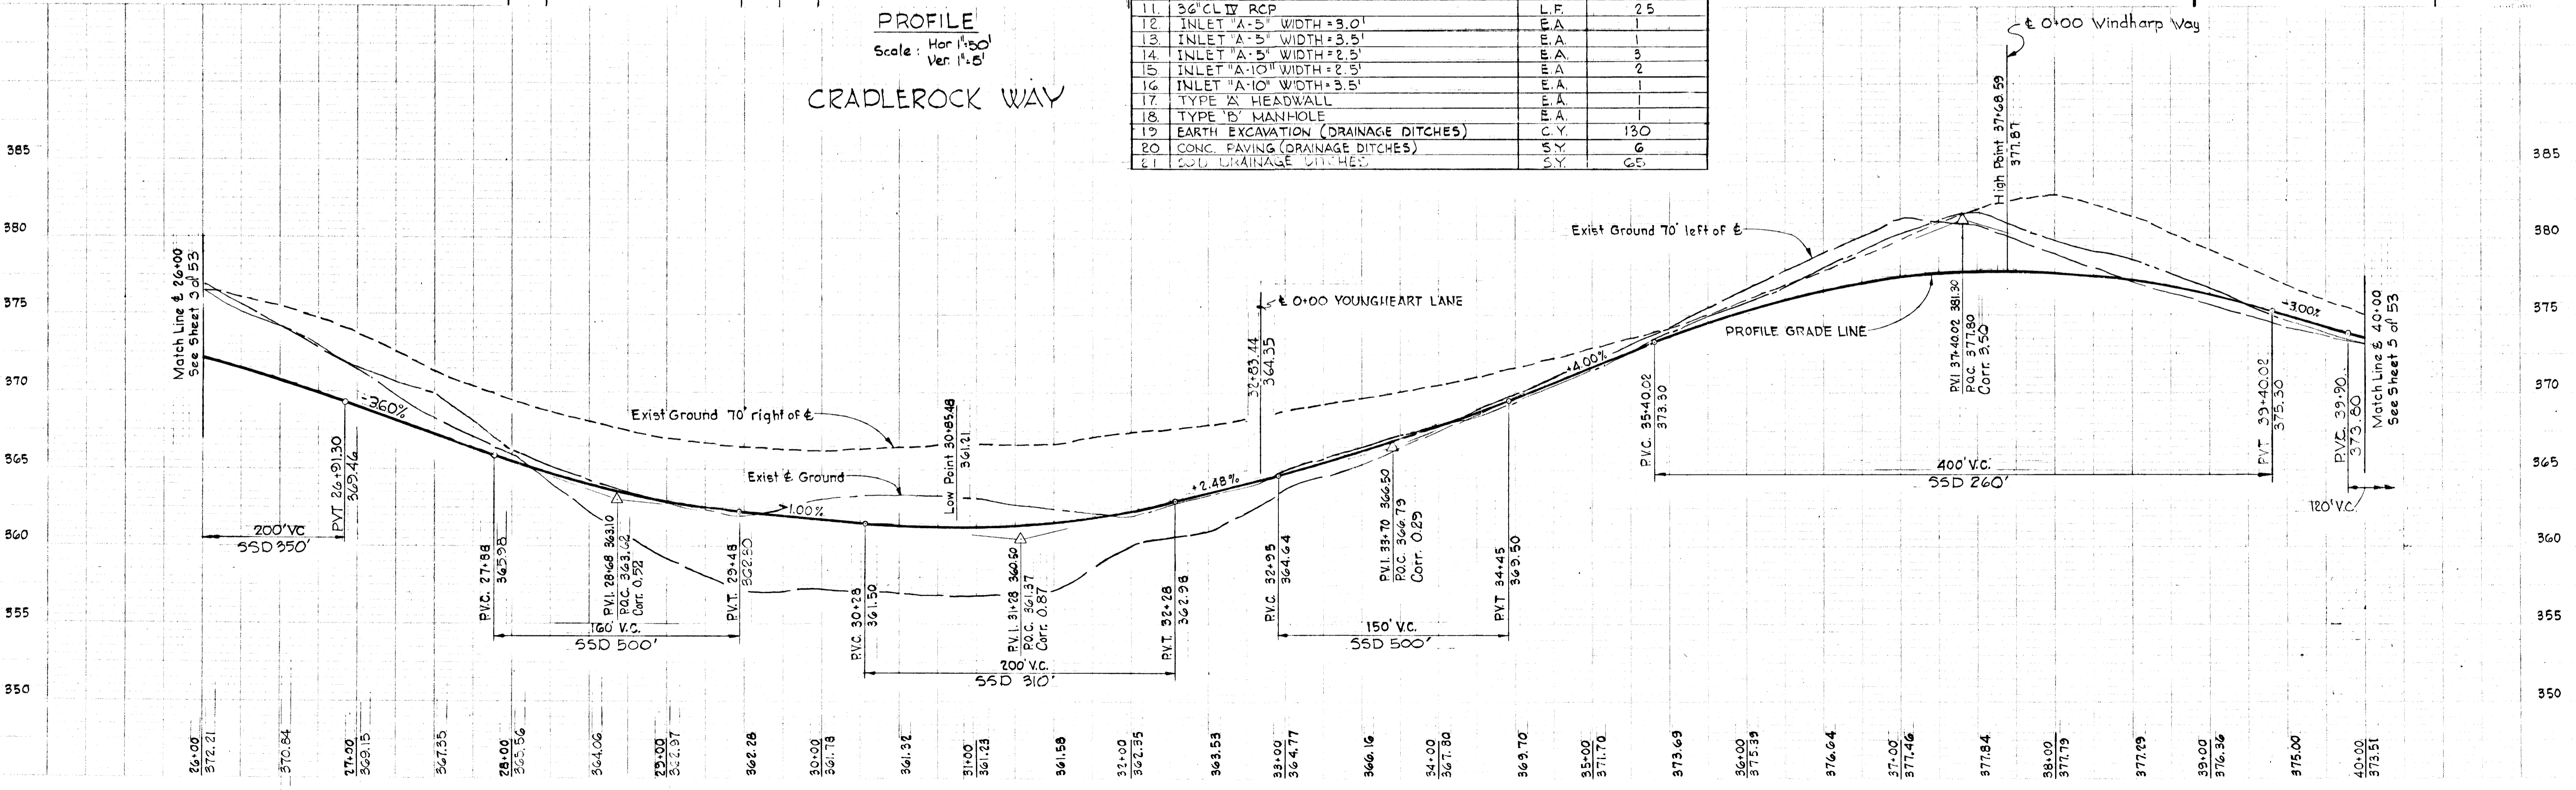 PROFILE
Scale : Hor 1"=50'
Ver. 1"=5'
CRADLEROCK WAY
11. 36" CL IV RCP L.F. 25
12. INLET "A-5" WIDTH = 3.0' E.A. 1
13. INLET "A-5" WIDTH = 3.5' E.A. 1
14. INLET "A-5" WIDTH = 2.5' E.A. 3
15. INLET "A-10" WIDTH = 2.5' E.A. 2
16. INLET "A-10" WIDTH = 3.5' E.A. 1
17. TYPE 'A' HEADWALL E.A. 1
18. TYPE 'B' MANHOLE E.A. 1
19 EARTH EXCAVATION (DRAINAGE DITCHES) C.Y. 130
20 CONC. PAVING (DRAINAGE DITCHES) S.Y. 6
21 SOD DRAINAGE DITCHES S.Y. 65
℄ 0+00 Windharp Way
High Point 37+68.59
377.87
385
380
375
370
365
360
355
350
385
380
375
370
365
360
355
350
Match Line ℄ 26+00
See Sheet 3 of 53
-3.60%
PVT 26+91.30
369.46
200' VC
SSD 350'
P.V.C. 27+88
365.98
P.V.I. 28+68 363.10
P.O.C. 363.62
Corr. 0.52
P.V.T. 29+48
362.30
160' V.C.
SSD 500'
Exist Ground 70' right of ℄
Exist ℄ Ground
-1.00%
P.V.C. 30+28
361.50
Low Point 30+85.48
361.21
P.V.I. 31+28 360.50
P.O.C. 361.37
Corr. 0.87
P.V.T. 32+28
362.98
200' V.C.
SSD 310'
+2.48%
℄ 0+00 YOUNGHEART LANE
32+83.44
364.35
P.V.C. 32+95
364.64
P.V.I. 33+70 366.50
P.O.C. 366.79
Corr. 0.29
P.V.T 34+45
369.50
150' V.C.
SSD 500'
+4.00%
Exist Ground 70' left of ℄
PROFILE GRADE LINE
P.V.C. 35+40.02
373.30
P.V.I 37+40.02 381.30
P.O.C. 377.80
Corr. 3.50
400' V.C.
SSD 260'
PVT 39+40.02
375.30
-3.00%
P.V.C. 39+90
373.80
120' V.C.
Match Line ℄ 40+00
See Sheet 5 of 53
26+00
372.21
370.84
27+00
369.15
367.35
28+00
365.56
364.06
29+00
362.97
362.28
30+00
361.78
361.32
31+00
361.23
361.58
32+00
362.35
363.53
33+00
364.77
366.16
34+00
367.80
369.70
35+00
371.70
373.69
36+00
375.39
376.64
37+00
377.46
377.84
38+00
377.79
377.29
39+00
376.36
375.00
40+00
373.51